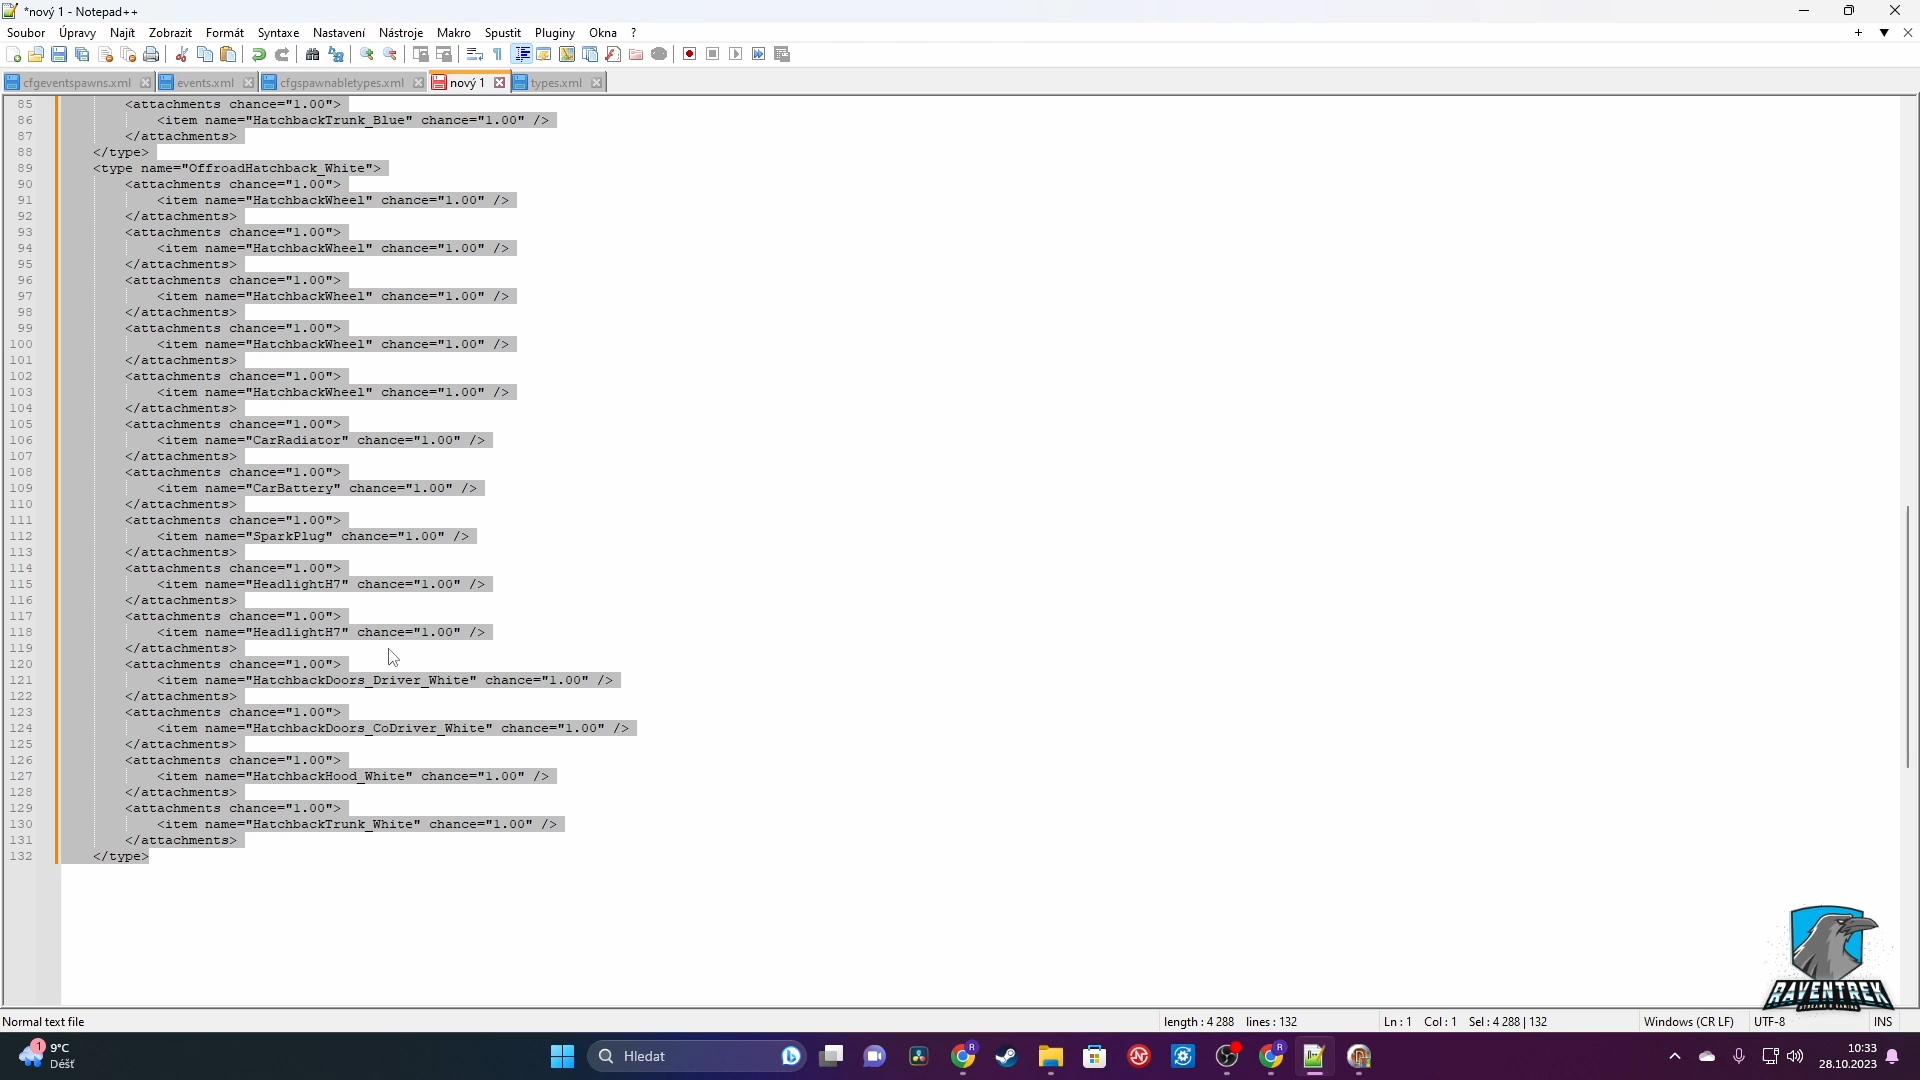 *nový 1 - Notepad++
Soubor Úpravy Najít Zobrazit Formát Syntaxe Nastavení Nástroje Makro Spustit Pluginy Okna ?
cfgeventspawns.xml events.xml cfgspawnabletypes.xml nový 1 types.xml
85 <attachments chance="1.00">
86 <item name="HatchbackTrunk_Blue" chance="1.00" />
87 </attachments>
88 </type>
89 <type name="OffroadHatchback_White">
90 <attachments chance="1.00">
91 <item name="HatchbackWheel" chance="1.00" />
92 </attachments>
93 <attachments chance="1.00">
94 <item name="HatchbackWheel" chance="1.00" />
95 </attachments>
96 <attachments chance="1.00">
97 <item name="HatchbackWheel" chance="1.00" />
98 </attachments>
99 <attachments chance="1.00">
100 <item name="HatchbackWheel" chance="1.00" />
101 </attachments>
102 <attachments chance="1.00">
103 <item name="HatchbackWheel" chance="1.00" />
104 </attachments>
105 <attachments chance="1.00">
106 <item name="CarRadiator" chance="1.00" />
107 </attachments>
108 <attachments chance="1.00">
109 <item name="CarBattery" chance="1.00" />
110 </attachments>
111 <attachments chance="1.00">
112 <item name="SparkPlug" chance="1.00" />
113 </attachments>
114 <attachments chance="1.00">
115 <item name="HeadlightH7" chance="1.00" />
116 </attachments>
117 <attachments chance="1.00">
118 <item name="HeadlightH7" chance="1.00" />
119 </attachments>
120 <attachments chance="1.00">
121 <item name="HatchbackDoors_Driver_White" chance="1.00" />
122 </attachments>
123 <attachments chance="1.00">
124 <item name="HatchbackDoors_CoDriver_White" chance="1.00" />
125 </attachments>
126 <attachments chance="1.00">
127 <item name="HatchbackHood_White" chance="1.00" />
128 </attachments>
129 <attachments chance="1.00">
130 <item name="HatchbackTrunk_White" chance="1.00" />
131 </attachments>
132 </type>
RAVENTREK
Normal text file length : 4 288 lines : 132 Ln : 1 Col : 1 Sel : 4 288 | 132 Windows (CR LF) UTF-8 INS
1 9°C
Déšť
Hledat
R
R
10:33
28.10.2023